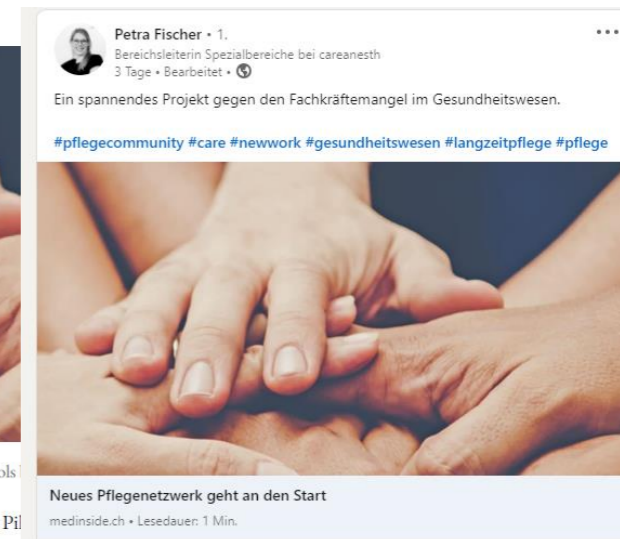 Petra Fischer • 1.
Bereichsleiterin Spezialbereiche bei careanesth
3 Tage • Bearbeitet •
Ein spannendes Projekt gegen den Fachkräftemangel im Gesundheitswesen.
#pflegecommunity #care #newwork #gesundheitswesen #langzeitpflege #pflege
Neues Pflegenetzwerk geht an den Start
medinside.ch • Lesedauer: 1 Min.